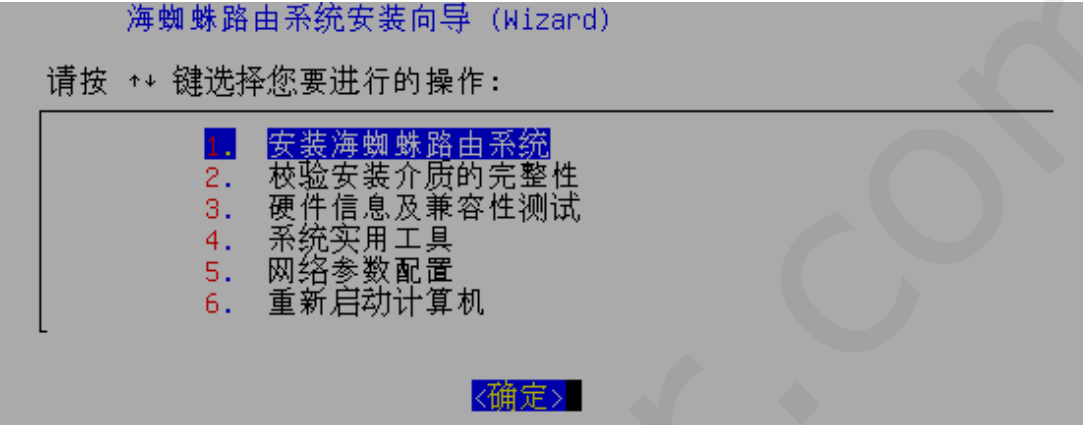 海蜘蛛路由系统安装向导 (Wizard)
请按 ↑↓ 键选择您要进行的操作:
1. 安装海蜘蛛路由系统
2. 校验安装介质的完整性
3. 硬件信息及兼容性测试
4. 系统实用工具
5. 网络参数配置
6. 重新启动计算机
<确定>